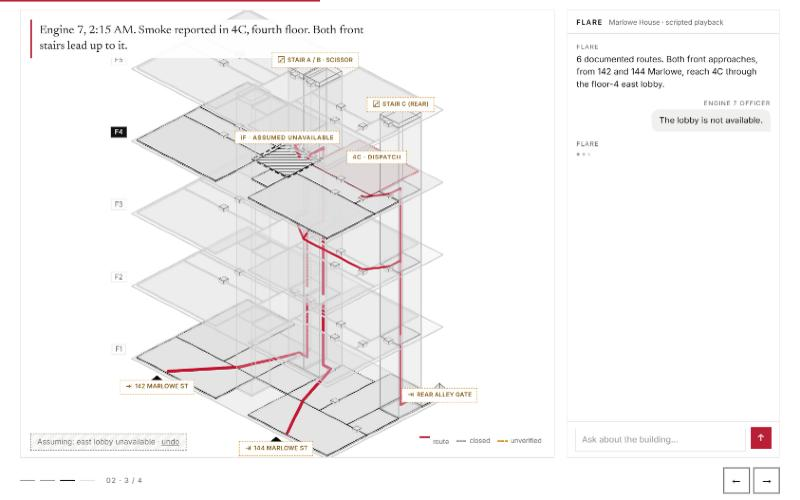 Engine 7, 2:15 AM. Smoke reported in 4C, fourth floor. Both front
stairs lead up to it.
F5
STAIR A / B · SCISSOR
STAIR C (REAR)
F4
IF · ASSUMED UNAVAILABLE
4C · DISPATCH
F3
F2
F1
142 MARLOWE ST
REAR ALLEY GATE
144 MARLOWE ST
Assuming: east lobby unavailable · undo
route
closed
unverified
02 · 3 / 4
FLARE Marlowe House · scripted playback
FLARE
6 documented routes. Both front approaches,
from 142 and 144 Marlowe, reach 4C through
the floor-4 east lobby.
ENGINE 7 OFFICER
The lobby is not available.
FLARE
Ask about the building...